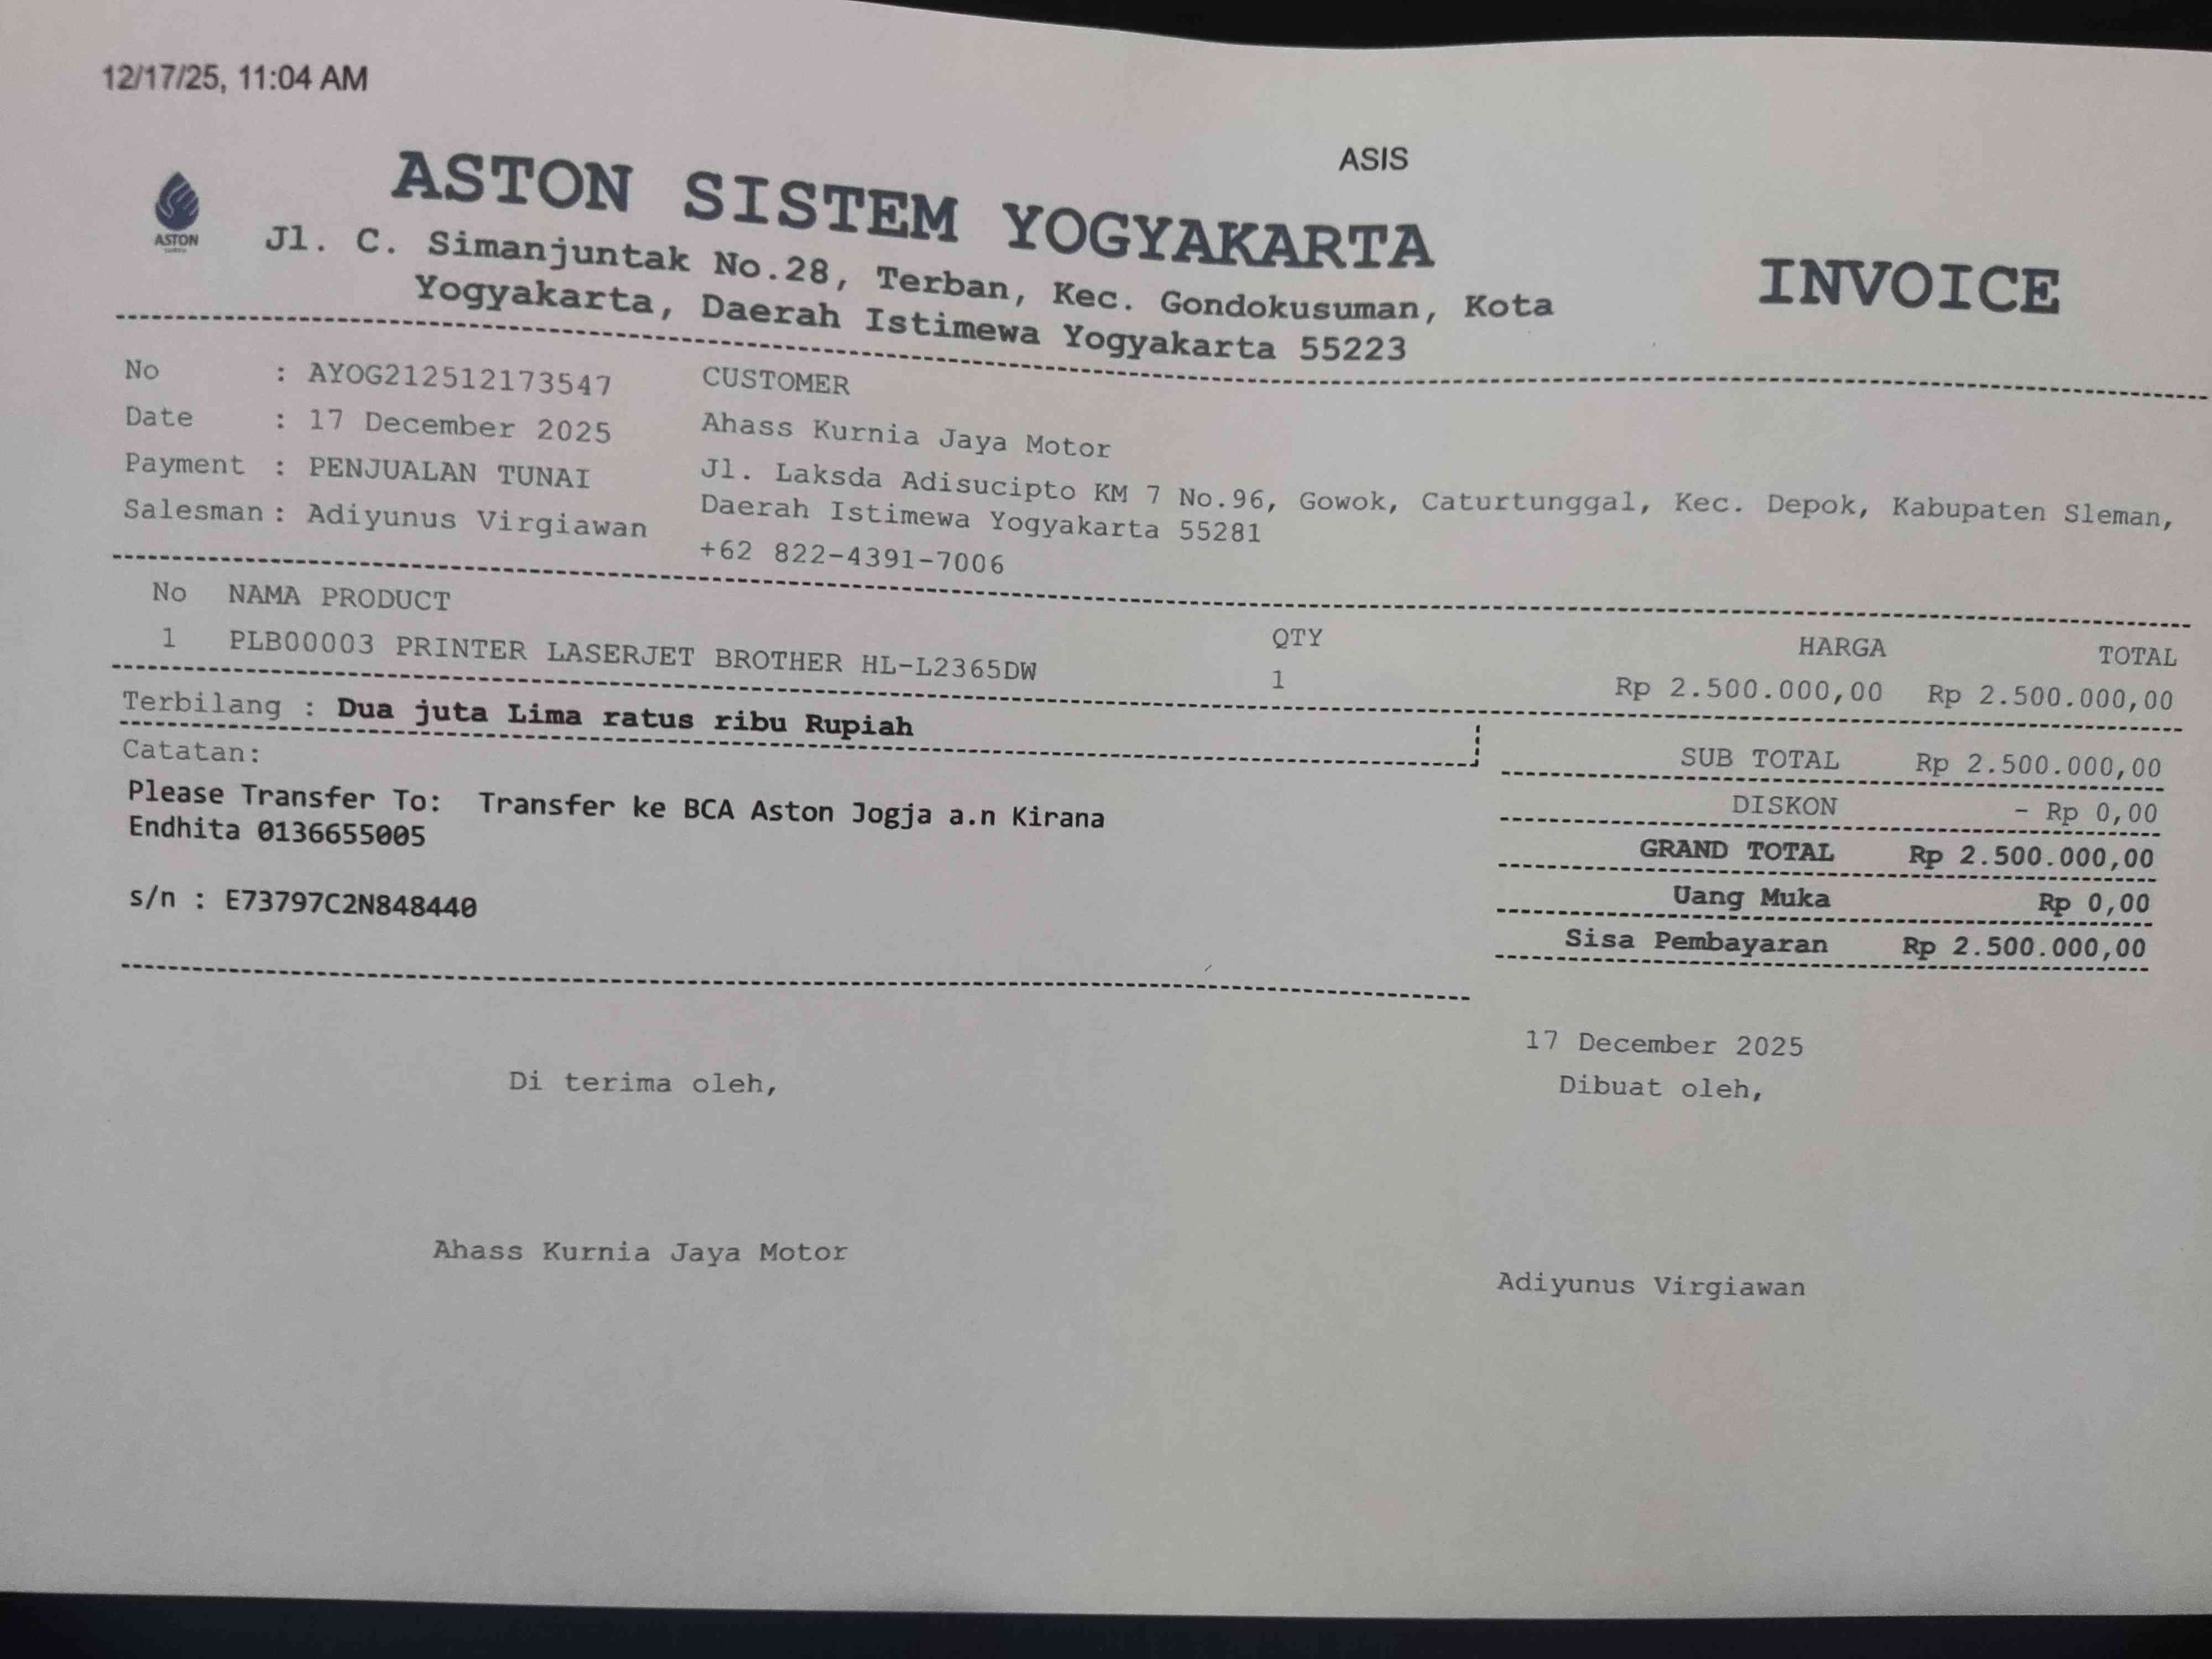 12/17/25, 11:04 AM
ASIS
ASTON
ASTON SISTEM YOGYAKARTA
Jl. C. Simanjuntak No.28, Terban, Kec. Gondokusuman, Kota
Yogyakarta, Daerah Istimewa Yogyakarta 55223
INVOICE
No : AYOG212512173547
Date : 17 December 2025
Payment : PENJUALAN TUNAI
Salesman : Adiyunus Virgiawan
CUSTOMER
Ahass Kurnia Jaya Motor
Jl. Laksda Adisucipto KM 7 No.96, Gowok, Caturtunggal, Kec. Depok, Kabupaten Sleman,
Daerah Istimewa Yogyakarta 55281
+62 822-4391-7006
No NAMA PRODUCT QTY HARGA TOTAL
1 PLB00003 PRINTER LASERJET BROTHER HL-L2365DW 1 Rp 2.500.000,00 Rp 2.500.000,00
Terbilang : Dua juta Lima ratus ribu Rupiah
Catatan:
Please Transfer To: Transfer ke BCA Aston Jogja a.n Kirana
Endhita 0136655005
s/n : E73797C2N848440
SUB TOTAL Rp 2.500.000,00
DISKON - Rp 0,00
GRAND TOTAL Rp 2.500.000,00
Uang Muka Rp 0,00
Sisa Pembayaran Rp 2.500.000,00
17 December 2025
Di terima oleh,
Dibuat oleh,
Ahass Kurnia Jaya Motor
Adiyunus Virgiawan